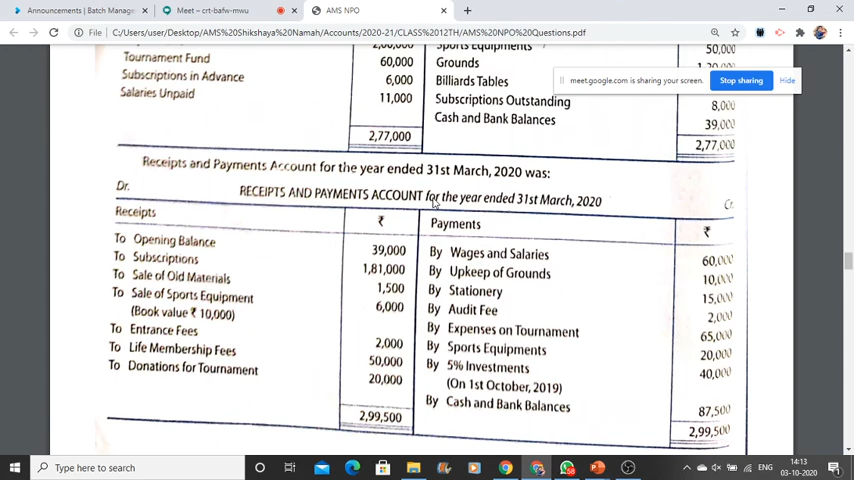 Announcements | Batch Manage
Meet – crt-bafw-mwu
AMS NPO
File | C:/Users/user/Desktop/AMS%20Shikshaya%20Namah/Accounts/2020-21/CLASS%2012TH/AMS%20NPO%20Questions.pdf
meet.google.com is sharing your screen. Stop sharing Hide
Sports Equipments 50,000
Tournament Fund 60,000 Grounds
Subscriptions in Advance 6,000 Billiards Tables
Salaries Unpaid 11,000 Subscriptions Outstanding 8,000
Cash and Bank Balances 39,000
2,77,000 2,77,000
Receipts and Payments Account for the year ended 31st March, 2020 was:
Dr. RECEIPTS AND PAYMENTS ACCOUNT for the year ended 31st March, 2020 Cr.
Receipts ₹ Payments ₹
To Opening Balance 39,000 By Wages and Salaries 60,000
To Subscriptions 1,81,000 By Upkeep of Grounds 10,000
To Sale of Old Materials 1,500 By Stationery 15,000
To Sale of Sports Equipment 6,000 By Audit Fee 2,000
(Book value ₹ 10,000) By Expenses on Tournament 65,000
To Entrance Fees 2,000 By Sports Equipments 20,000
To Life Membership Fees 50,000 By 5% Investments 40,000
To Donations for Tournament 20,000 (On 1st October, 2019)
By Cash and Bank Balances 87,500
2,99,500 2,99,500
Type here to search
ENG
14:13
03-10-2020